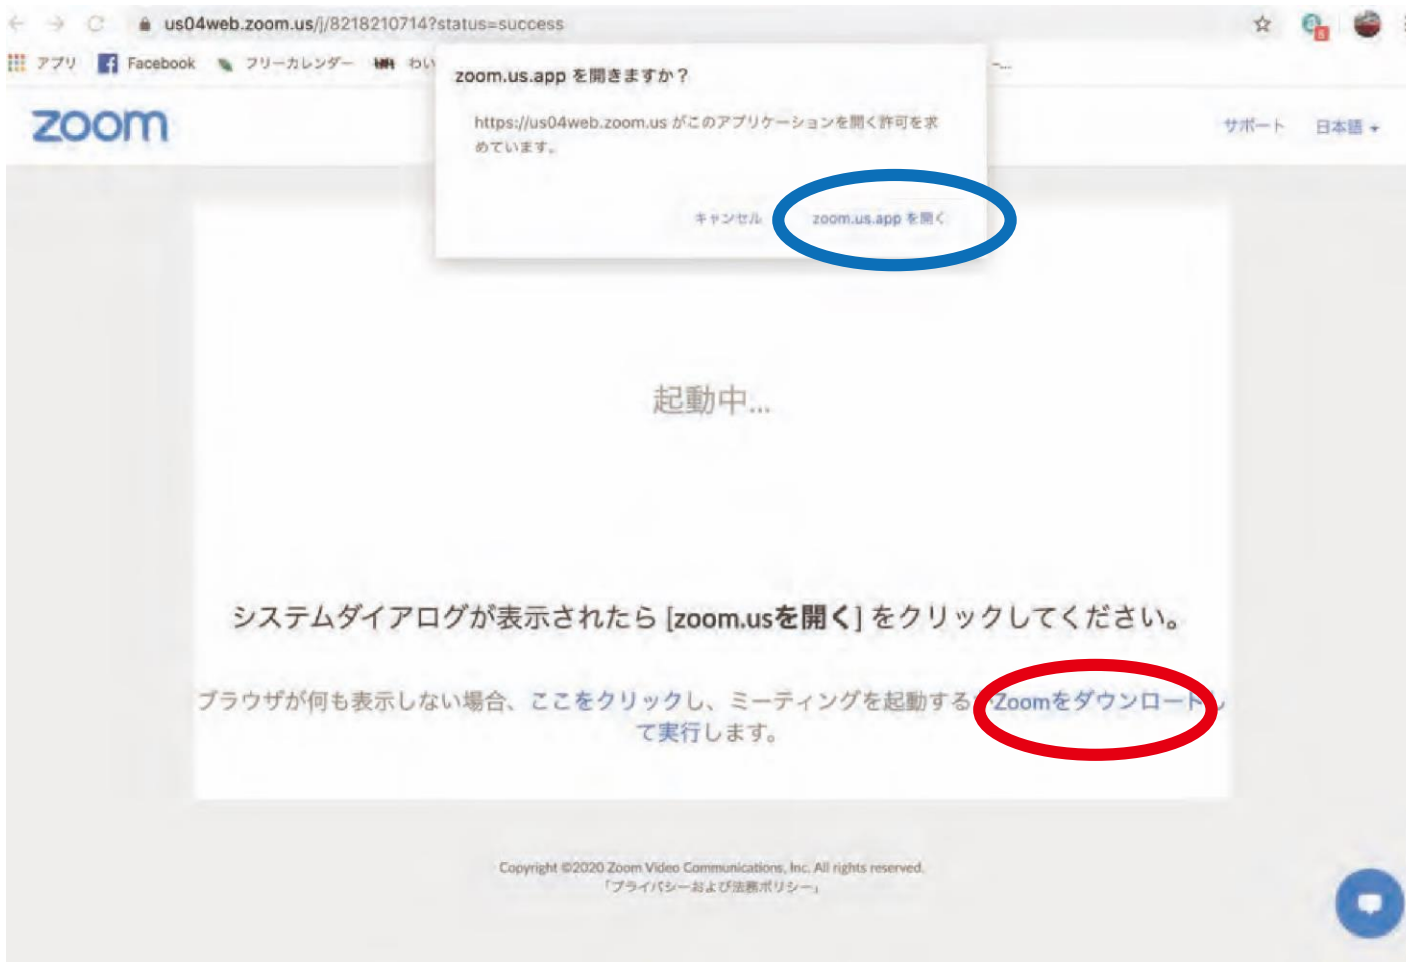 us04web.zoom.us/j/8218210714?status=success
アプリ Facebook フリーカレンダー わい
zoom.us.app を開きますか？
https://us04web.zoom.us がこのアプリケーションを開く許可を求
めています。
キャンセル zoom.us.app を開く
zoom
サポート 日本語
起動中...
システムダイアログが表示されたら [zoom.usを開く] をクリックしてください。
ブラウザが何も表示しない場合、ここをクリックし、ミーティングを起動する Zoomをダウンロードし
て実行します。
Copyright ©2020 Zoom Video Communications, Inc. All rights reserved.
「プライバシーおよび法務ポリシー」